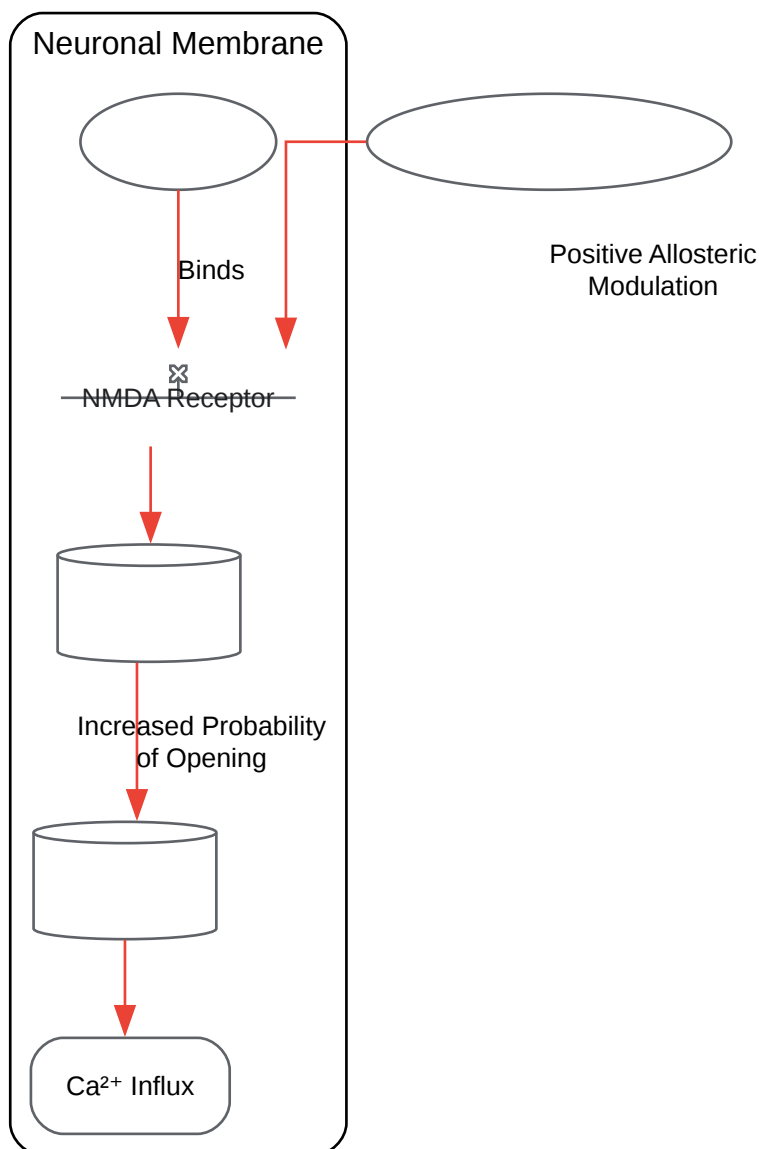 Neuronal Membrane
Binds
Positive Allosteric
Modulation
NMDA Receptor
Increased Probability
of Opening
Ca²⁺ Influx